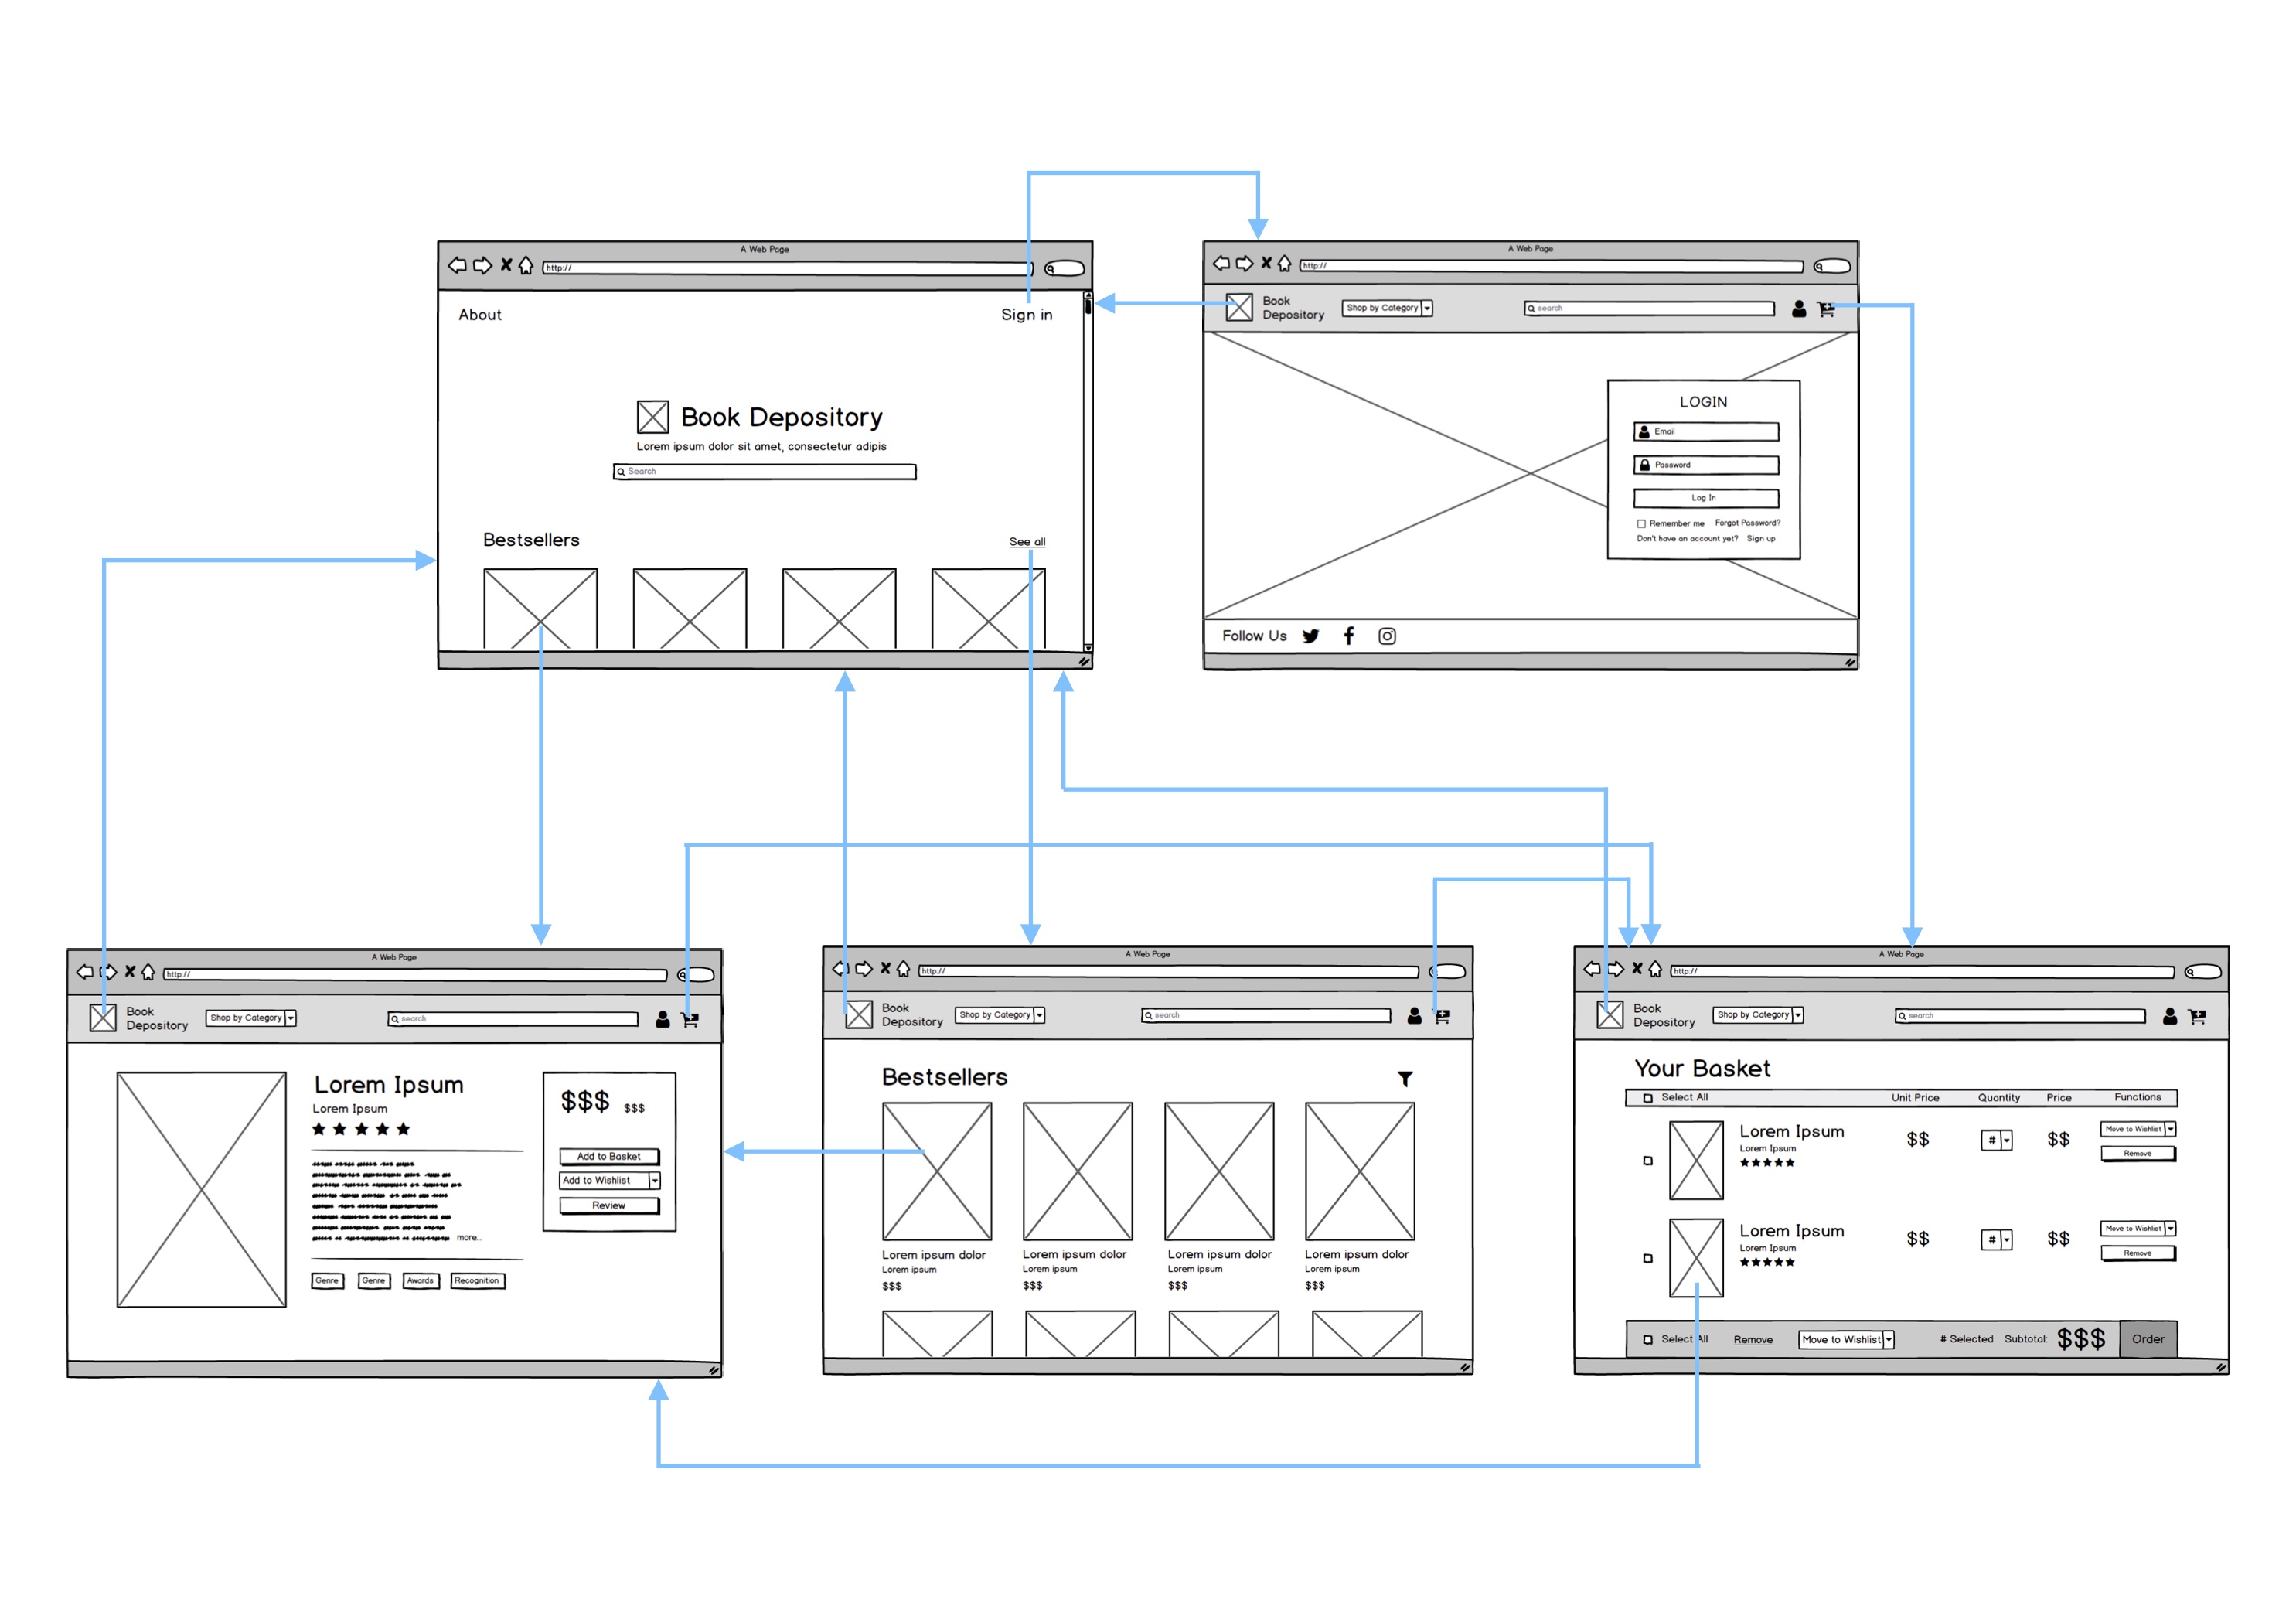 A Web Page
http://
About
Sign in
Book Depository
Lorem ipsum dolor sit amet, consectetur adipis
Search
Bestsellers
See all
A Web Page
http://
Book
Depository
Shop by Category
search
LOGIN
Email
Password
Log In
Remember me Forgot Password?
Don't have an account yet? Sign up
Follow Us
A Web Page
http://
Book
Depository
Shop by Category
search
Lorem Ipsum
Lorem Ipsum
more...
Genre Genre Awards Recognition
$$$ $$$
Add to Basket
Add to Wishlist
Review
A Web Page
http://
Book
Depository
Shop by Category
search
Bestsellers
Lorem ipsum dolor Lorem ipsum dolor Lorem ipsum dolor Lorem ipsum dolor
Lorem ipsum Lorem ipsum Lorem ipsum Lorem ipsum
$$$ $$$ $$$ $$$
A Web Page
http://
Book
Depository
Shop by Category
search
Your Basket
Select All Unit Price Quantity Price Functions
Lorem Ipsum
Lorem Ipsum
$$ # $$
Move to Wishlist
Remove
Lorem Ipsum
Lorem Ipsum
$$ # $$
Move to Wishlist
Remove
Select All Remove Move to Wishlist # Selected Subtotal: $$$ Order